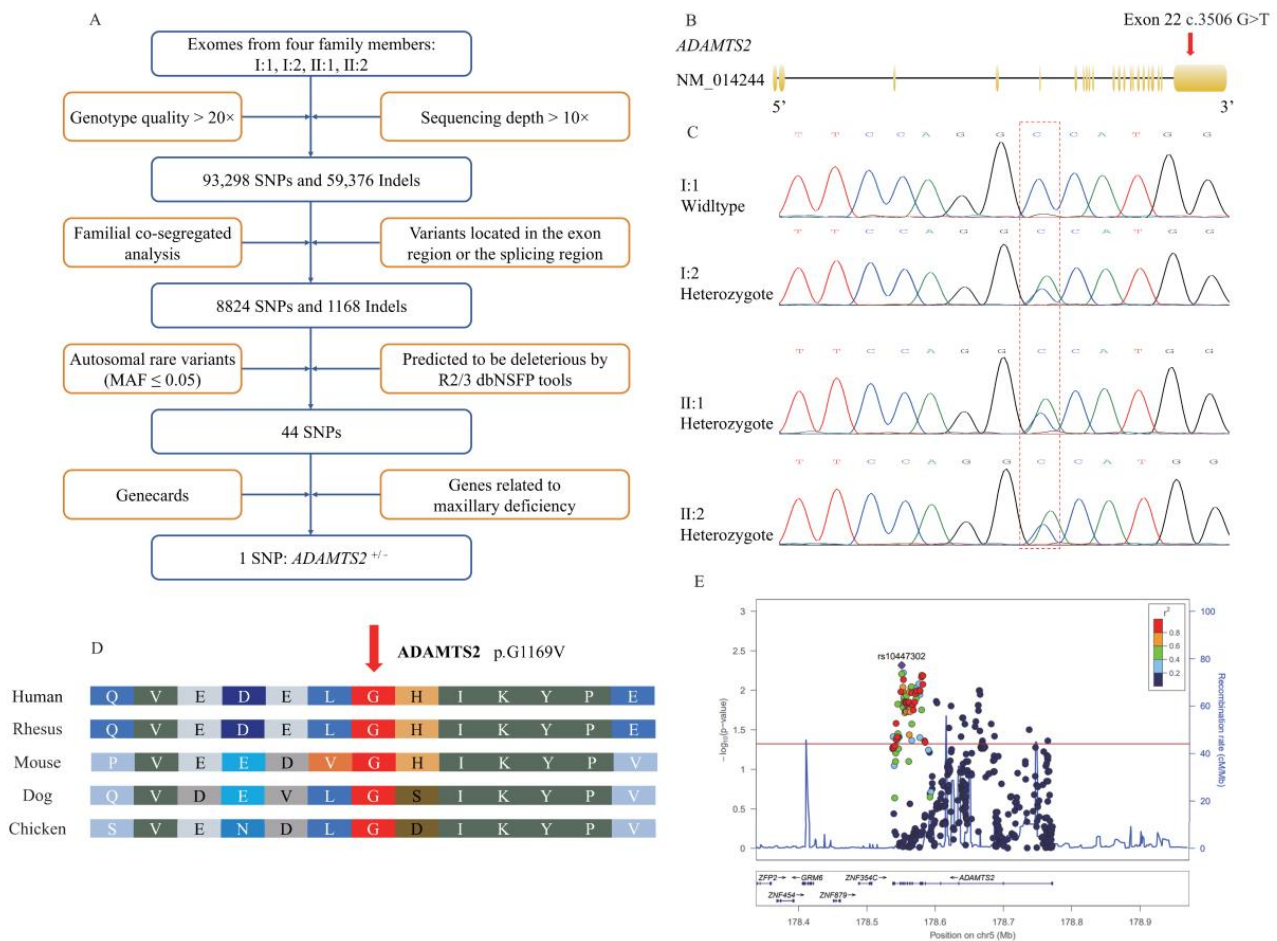 A
Exomes from four family members:
I:1, I:2, II:1, II:2
Genotype quality > 20×
Sequencing depth > 10×
93,298 SNPs and 59,376 Indels
Familial co-segregated
analysis
Variants located in the exon
region or the splicing region
8824 SNPs and 1168 Indels
Autosomal rare variants
(MAF ≤ 0.05)
Predicted to be deleterious by
R2/3 dbNSFP tools
44 SNPs
Genecards
Genes related to
maxillary deficiency
1 SNP: ADAMTS2 +/-
B
Exon 22 c.3506 G>T
ADAMTS2
NM_014244
5’
3’
C
T T C C A G G C C A T G G
I:1
Widltype
T T C C A G G C C A T G G
I:2
Heterozygote
T T C C A G G C C A T G G
II:1
Heterozygote
T T C C A G G C C A T G G
II:2
Heterozygote
D
ADAMTS2 p.G1169V
Human Q V E D E L G H I K Y P E
Rhesus Q V E D E L G H I K Y P E
Mouse P V E E D V G H I K Y P V
Dog Q V D E V L G S I K Y P V
Chicken S V E N D L G D I K Y P V
E
rs10447302
r2
0.8
0.6
0.4
0.2
−log10(p-value)
3
2.5
2
1.5
1
0.5
0
Recombination rate (cM/Mb)
100
80
60
40
20
0
ZFP2→ ←GRM6 ZNF354C→ ←ADAMTS2
ZNF454→ ZNF879→
178.4 178.5 178.6 178.7 178.8 178.9
Position on chr5 (Mb)